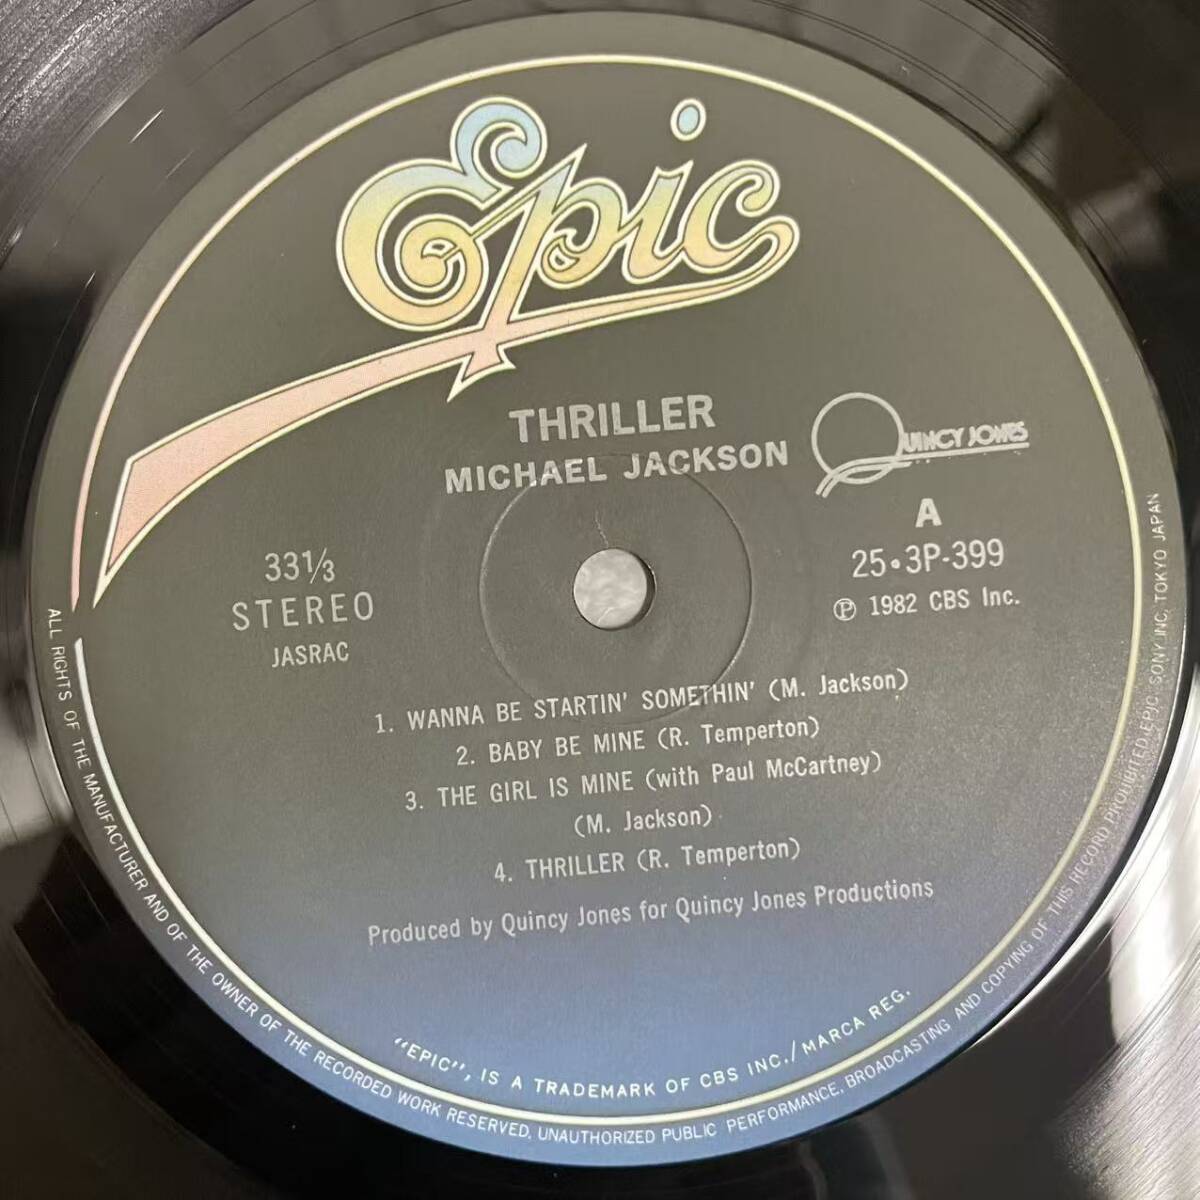 Epic
THRILLER
MICHAEL JACKSON
QUINCY JONES
A
25・3P-399
Ⓟ 1982 CBS Inc.
33⅓
STEREO
JASRAC
1. WANNA BE STARTIN' SOMETHIN' (M. Jackson)
2. BABY BE MINE (R. Temperton)
3. THE GIRL IS MINE (with Paul McCartney)
(M. Jackson)
4. THRILLER (R. Temperton)
Produced by Quincy Jones for Quincy Jones Productions
"EPIC", IS A TRADEMARK OF CBS INC./MARCA REG.
ALL RIGHTS OF THE MANUFACTURER AND OF THE OWNER OF THE RECORDED WORK RESERVED. UNAUTHORIZED PUBLIC PERFORMANCE, BROADCASTING AND COPYING OF THIS RECORD PROHIBITED. EPIC/SONY INC. TOKYO JAPAN